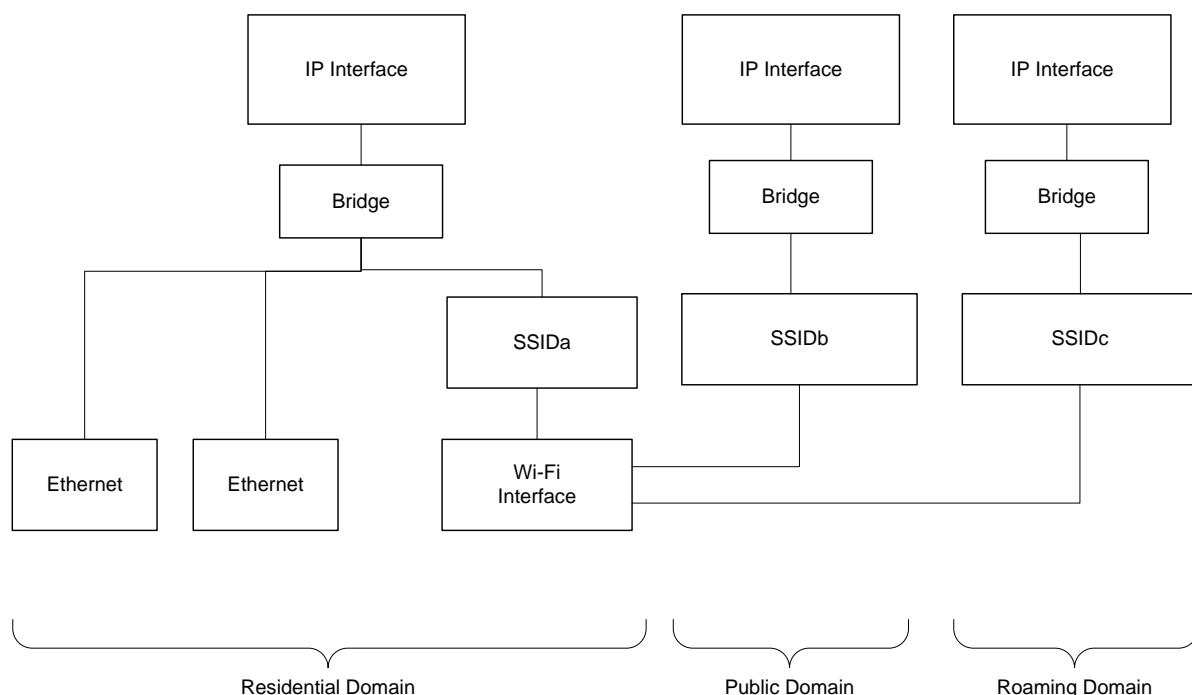 IP Interface
IP Interface
IP Interface
Bridge
Bridge
Bridge
SSIDa
SSIDb
SSIDc
Ethernet
Ethernet
Wi-Fi
Interface
Residential Domain
Public Domain
Roaming Domain